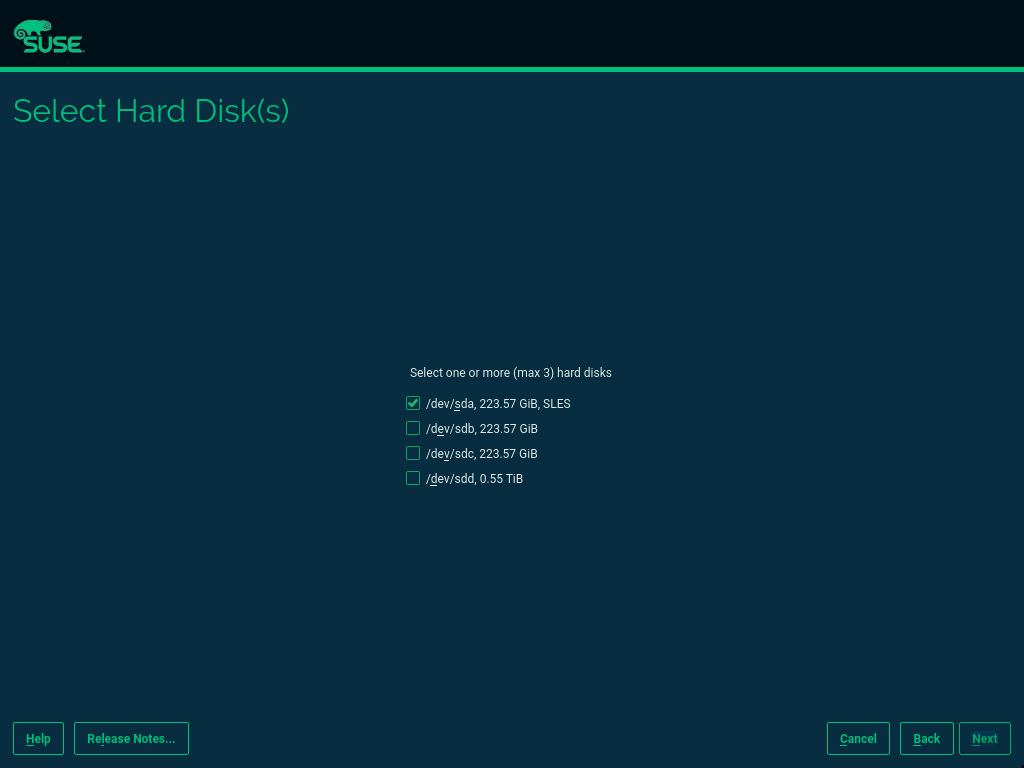 SUSE
Select Hard Disk(s)
Select one or more (max 3) hard disks
/dev/sda, 223.57 GiB, SLES
/dev/sdb, 223.57 GiB
/dev/sdc, 223.57 GiB
/dev/sdd, 0.55 TiB
Help Release Notes... Cancel Back Next